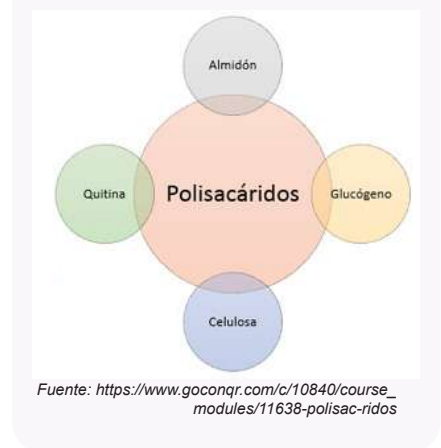 Almidón
Quitina
Polisacáridos
Glucógeno
Celulosa
Fuente: https://www.goconqr.com/c/10840/course_
modules/11638-polisac-ridos